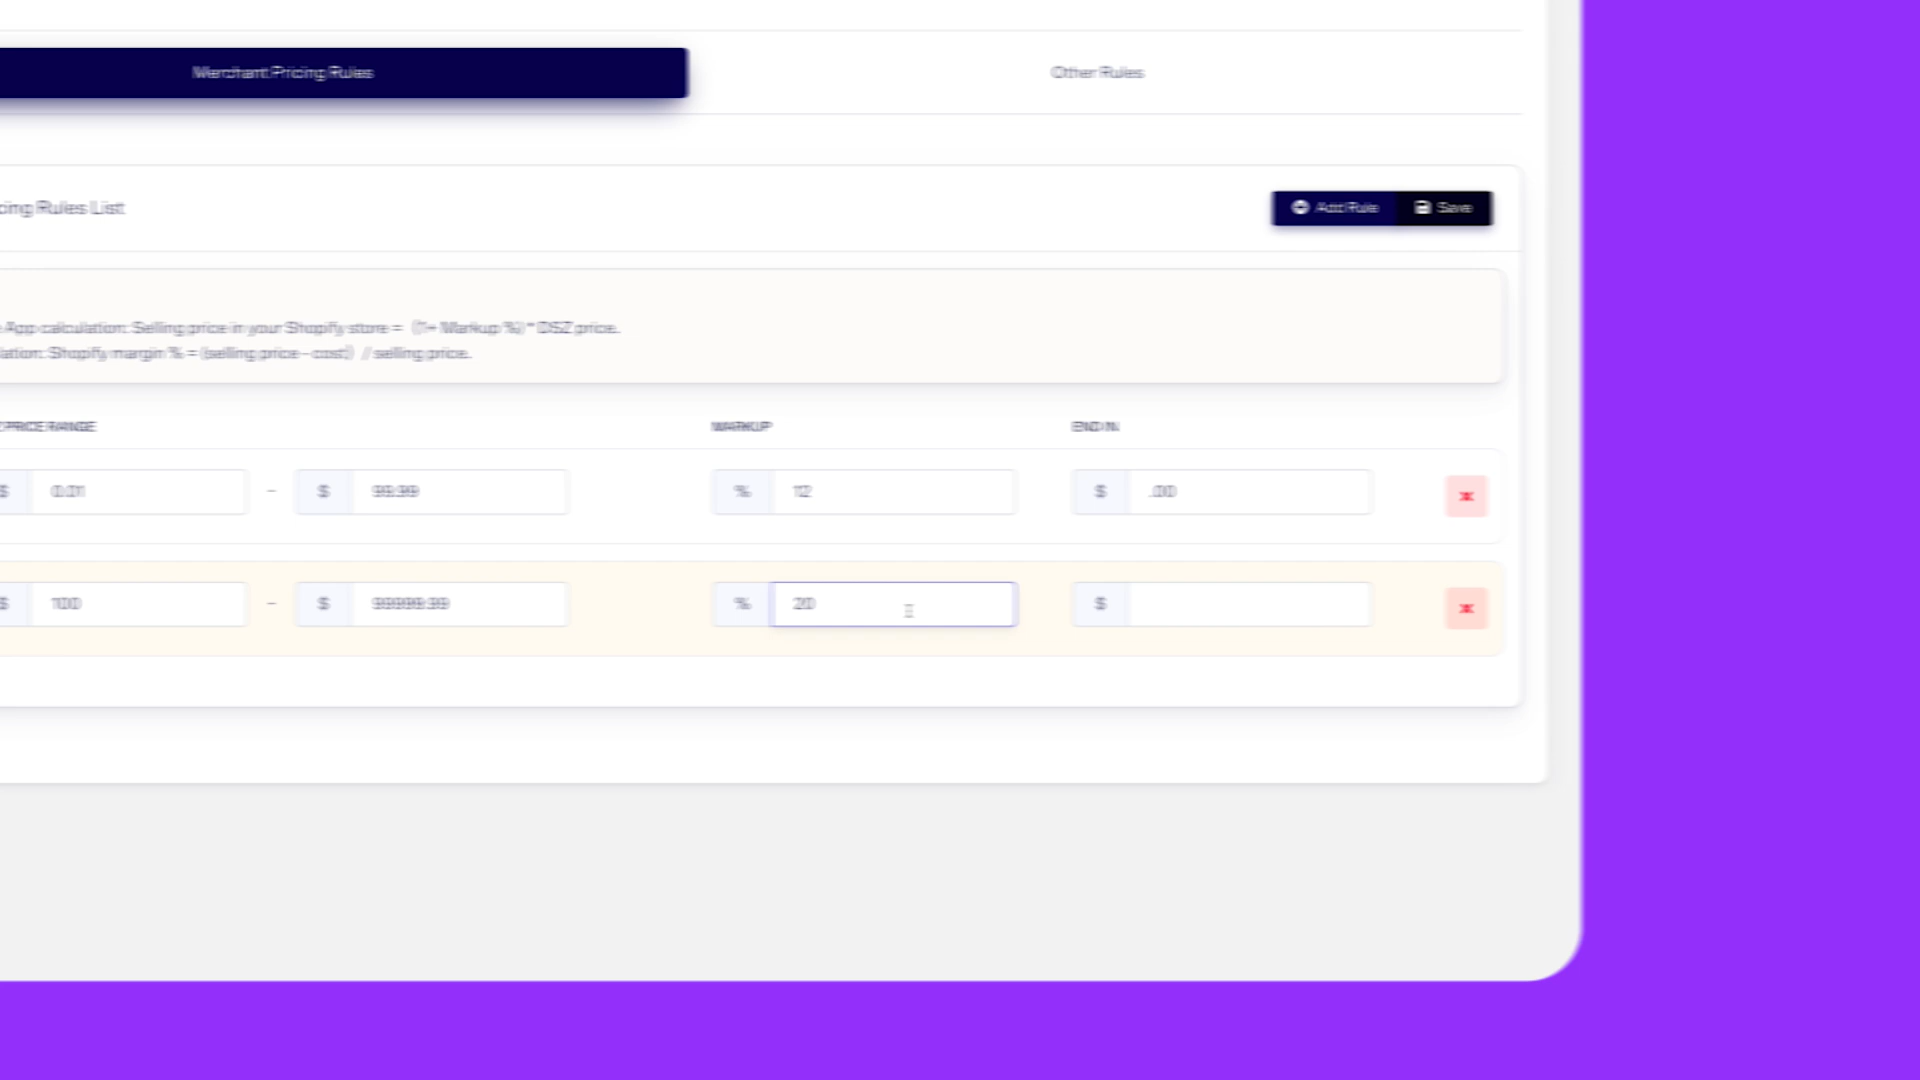 Merchant Pricing Rules Other Rules
cing Rules List Add Rule Save
e App calculation: Selling price in your Shopify store = (1+ Markup %) * DSZ price.
lation: Shopify margin % = (selling price - cost) / selling price.
PRICE RANGE MARKUP END IN
$ 0.01 - $ 99.99 % 12 $ .00
$ 100 - $ 99999.99 % 20 $